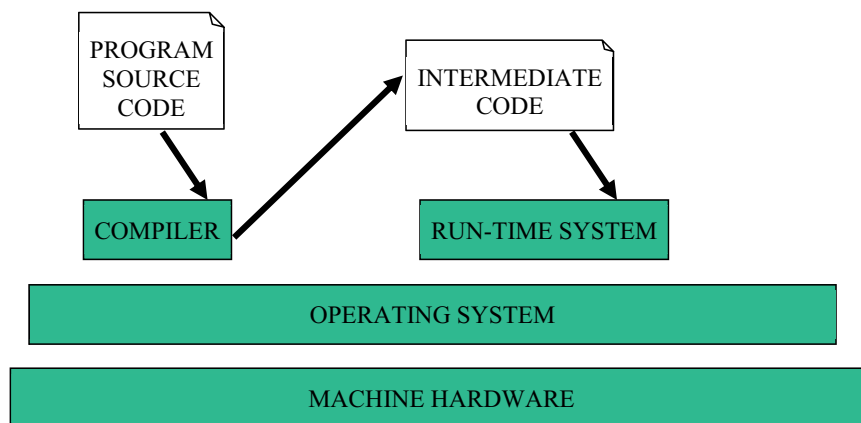 PROGRAM
SOURCE
CODE
INTERMEDIATE
CODE
COMPILER
RUN-TIME SYSTEM
OPERATING SYSTEM
MACHINE HARDWARE